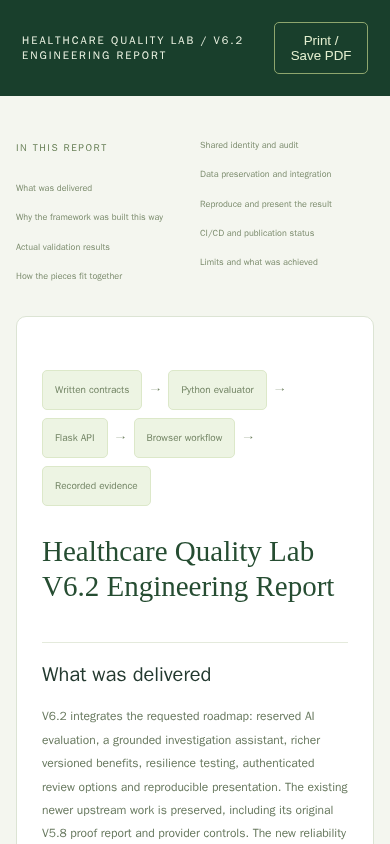 HEALTHCARE QUALITY LAB / V6.2
ENGINEERING REPORT
Print /
Save PDF
IN THIS REPORT
What was delivered
Why the framework was built this way
Actual validation results
How the pieces fit together
Shared identity and audit
Data preservation and integration
Reproduce and present the result
CI/CD and publication status
Limits and what was achieved
Written contracts → Python evaluator →
Flask API → Browser workflow →
Recorded evidence
Healthcare Quality Lab
V6.2 Engineering Report
What was delivered
V6.2 integrates the requested roadmap: reserved AI
evaluation, a grounded investigation assistant, richer
versioned benefits, resilience testing, authenticated
review options and reproducible presentation. The existing
newer upstream work is preserved, including its original
V5.8 proof report and provider controls. The new reliability